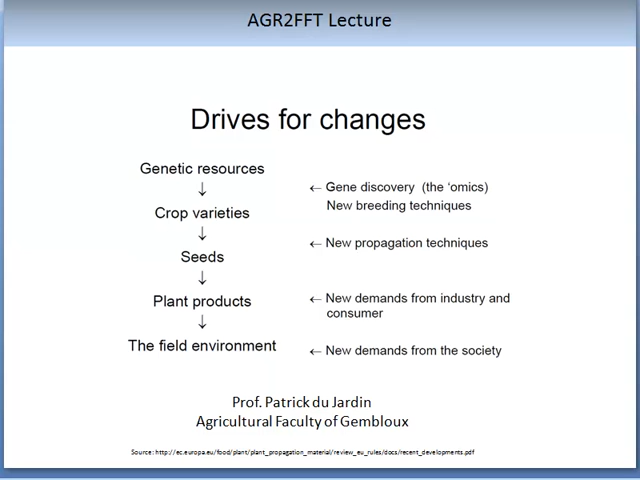 AGR2FFT Lecture
Drives for changes
Genetic resources
↓
← Gene discovery (the ‘omics)
New breeding techniques
Crop varieties
↓
← New propagation techniques
Seeds
↓
Plant products
← New demands from industry and
consumer
↓
The field environment
← New demands from the society
Prof. Patrick du Jardin
Agricultural Faculty of Gembloux
Source: http://ec.europa.eu/food/plant/plant_propagation_material/review_eu_rules/docs/recent_developments.pdf